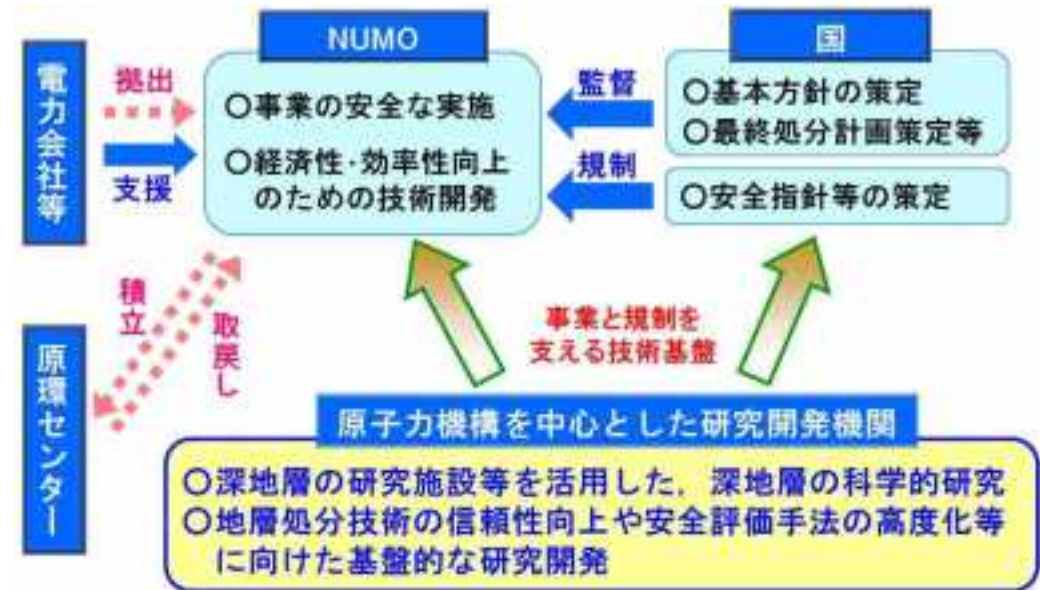 電力会社等
拠出
支援
NUMO
○事業の安全な実施
○経済性・効率性向上
のための技術開発
監督
規制
国
○基本方針の策定
○最終処分計画策定等
○安全指針等の策定
積立
取戻し
原環センター
事業と規制を
支える技術基盤
原子力機構を中心とした研究開発機関
○深地層の研究施設等を活用した，深地層の科学的研究
○地層処分技術の信頼性向上や安全評価手法の高度化等
に向けた基盤的な研究開発